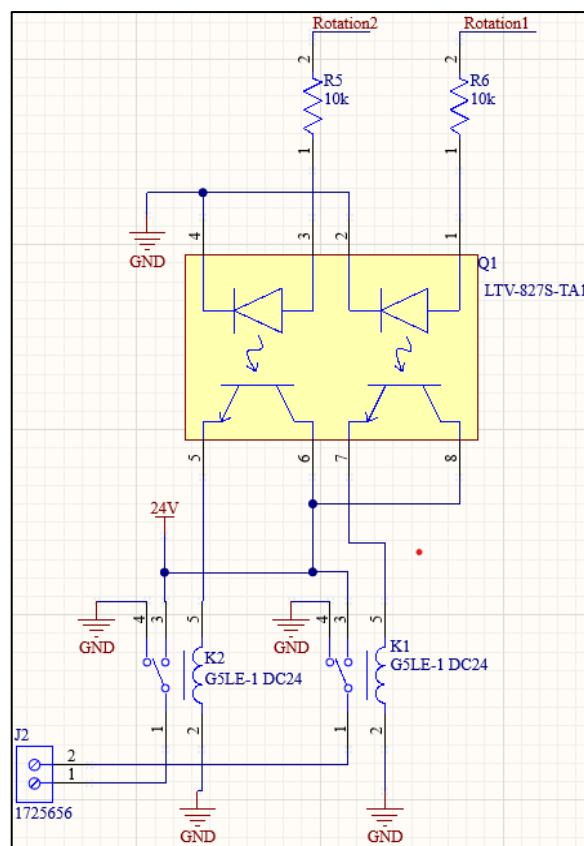 Rotation2
Rotation1
2
2
R5
R6
10k
10k
1
1
4
3
2
1
GND
Q1
LTV-827S-TA1
5
6
7
8
24V
4
3
5
4
3
5
GND
GND
K2
K1
G5LE-1 DC24
G5LE-1 DC24
1
2
1
2
J2
2
1
1725656
GND
GND